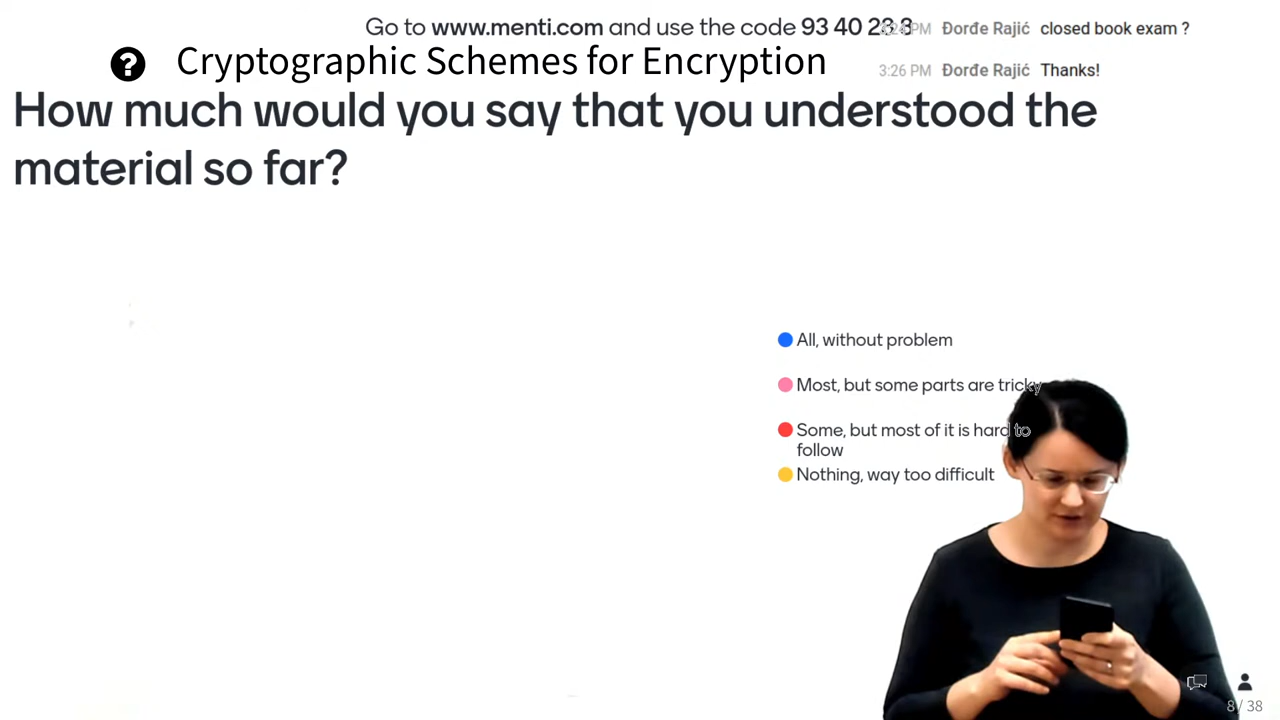 Go to www.menti.com and use the code 93 40 23 3
PM Đorđe Rajić closed book exam ?
Cryptographic Schemes for Encryption
3:26 PM Đorđe Rajić Thanks!
How much would you say that you understood the
material so far?
All, without problem
Most, but some parts are tricky
Some, but most of it is hard to
follow
Nothing, way too difficult
8 / 38